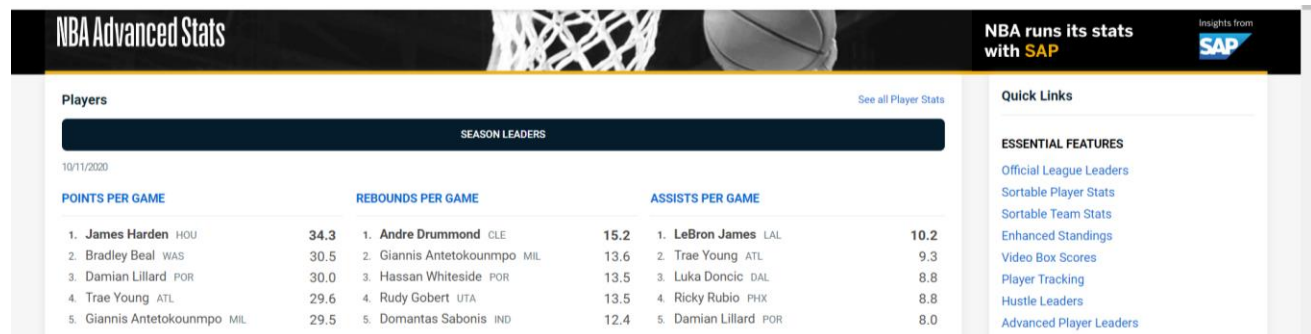 NBA Advanced Stats
NBA runs its stats
with SAP
Insights from
SAP
Players
See all Player Stats
SEASON LEADERS
10/11/2020
POINTS PER GAME
1. James Harden HOU 34.3
2. Bradley Beal WAS 30.5
3. Damian Lillard POR 30.0
4. Trae Young ATL 29.6
5. Giannis Antetokounmpo MIL 29.5
REBOUNDS PER GAME
1. Andre Drummond CLE 15.2
2. Giannis Antetokounmpo MIL 13.6
3. Hassan Whiteside POR 13.5
4. Rudy Gobert UTA 13.5
5. Domantas Sabonis IND 12.4
ASSISTS PER GAME
1. LeBron James LAL 10.2
2. Trae Young ATL 9.3
3. Luka Doncic DAL 8.8
4. Ricky Rubio PHX 8.8
5. Damian Lillard POR 8.0
Quick Links
ESSENTIAL FEATURES
Official League Leaders
Sortable Player Stats
Sortable Team Stats
Enhanced Standings
Video Box Scores
Player Tracking
Hustle Leaders
Advanced Player Leaders